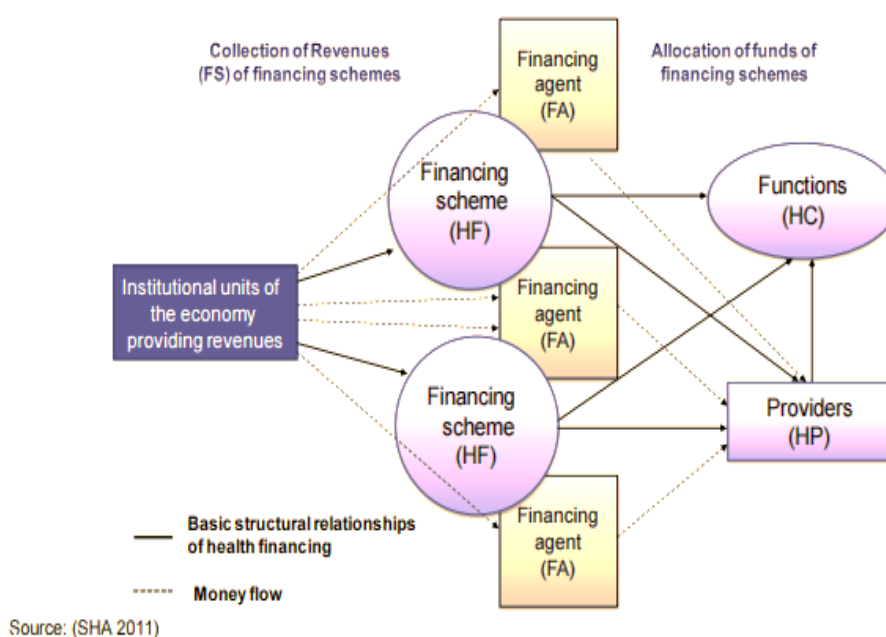 Collection of Revenues
(FS) of financing schemes
Financing
agent
(FA)
Allocation of funds of
financing schemes
Financing
scheme
(HF)
Functions
(HC)
Institutional units of
the economy
providing revenues
Financing
agent
(FA)
Financing
scheme
(HF)
Providers
(HP)
Financing
agent
(FA)
Basic structural relationships
of health financing
Money flow
Source: (SHA 2011)